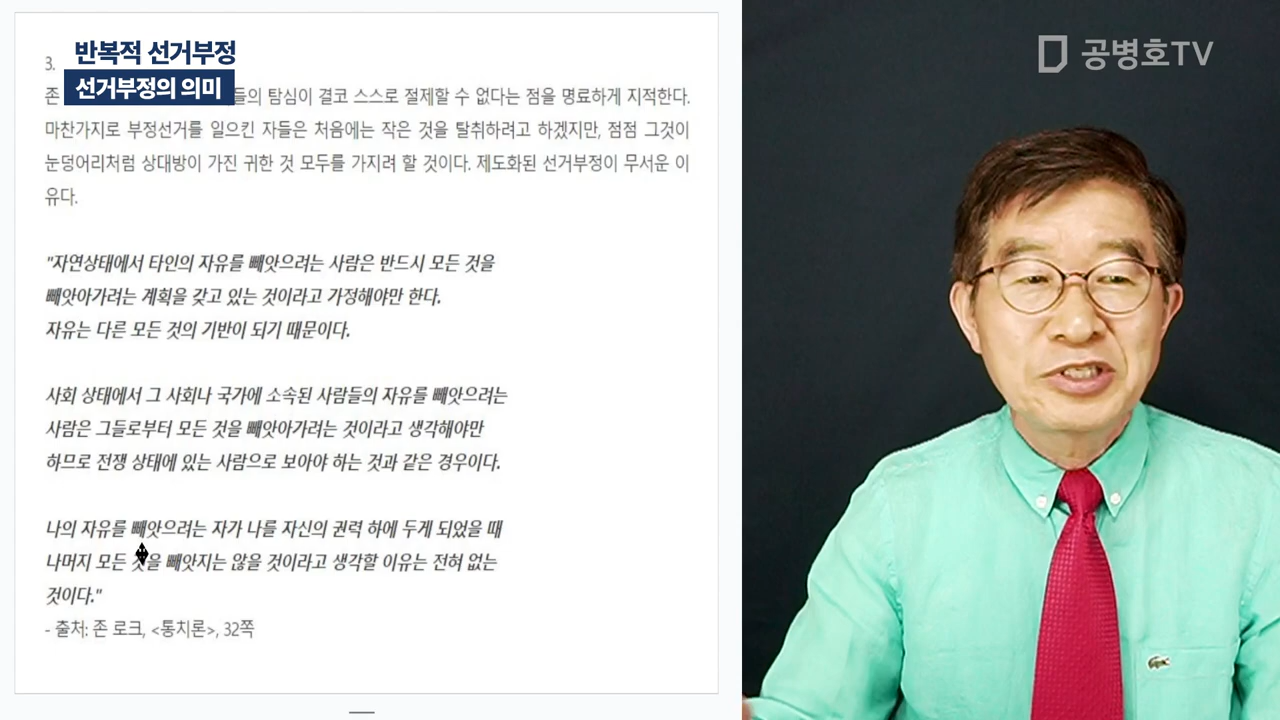 반복적 선거부정
선거부정의 의미
공병호TV
3.
존 들의 탐심이 결코 스스로 절제할 수 없다는 점을 명료하게 지적한다.
마찬가지로 부정선거를 일으킨 자들은 처음에는 작은 것을 탈취하려고 하겠지만, 점점 그것이
눈덩어리처럼 상대방이 가진 귀한 것 모두를 가지려 할 것이다. 제도화된 선거부정이 무서운 이
유다.
"자연상태에서 타인의 자유를 빼앗으려는 사람은 반드시 모든 것을
빼앗아가려는 계획을 갖고 있는 것이라고 가정해야만 한다.
자유는 다른 모든 것의 기반이 되기 때문이다.
사회 상태에서 그 사회나 국가에 소속된 사람들의 자유를 빼앗으려는
사람은 그들로부터 모든 것을 빼앗아가려는 것이라고 생각해야만
하므로 전쟁 상태에 있는 사람으로 보아야 하는 것과 같은 경우이다.
나의 자유를 빼앗으려는 자가 나를 자신의 권력 하에 두게 되었을 때
나머지 모든 것을 빼앗지는 않을 것이라고 생각할 이유는 전혀 없는
것이다."
- 출처: 존 로크, <통치론>, 32쪽